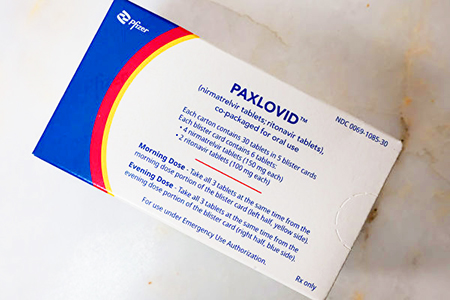 Pfizer
PAXLOVID™
(nirmatrelvir tablets; ritonavir tablets),
co-packaged for oral use
NDC 0069-1085-30
Each carton contains 30 tablets in 5 blister cards
Each blister card contains 6 tablets:
• 4 nirmatrelvir tablets (150 mg each)
• 2 ritonavir tablets (100 mg each)
Morning Dose - Take all 3 tablets at the same time from the
morning dose portion of the blister card (left half, yellow side).
Evening Dose - Take all 3 tablets at the same time from the
evening dose portion of the blister card (right half, blue side).
For use under Emergency Use Authorization.
Rx only